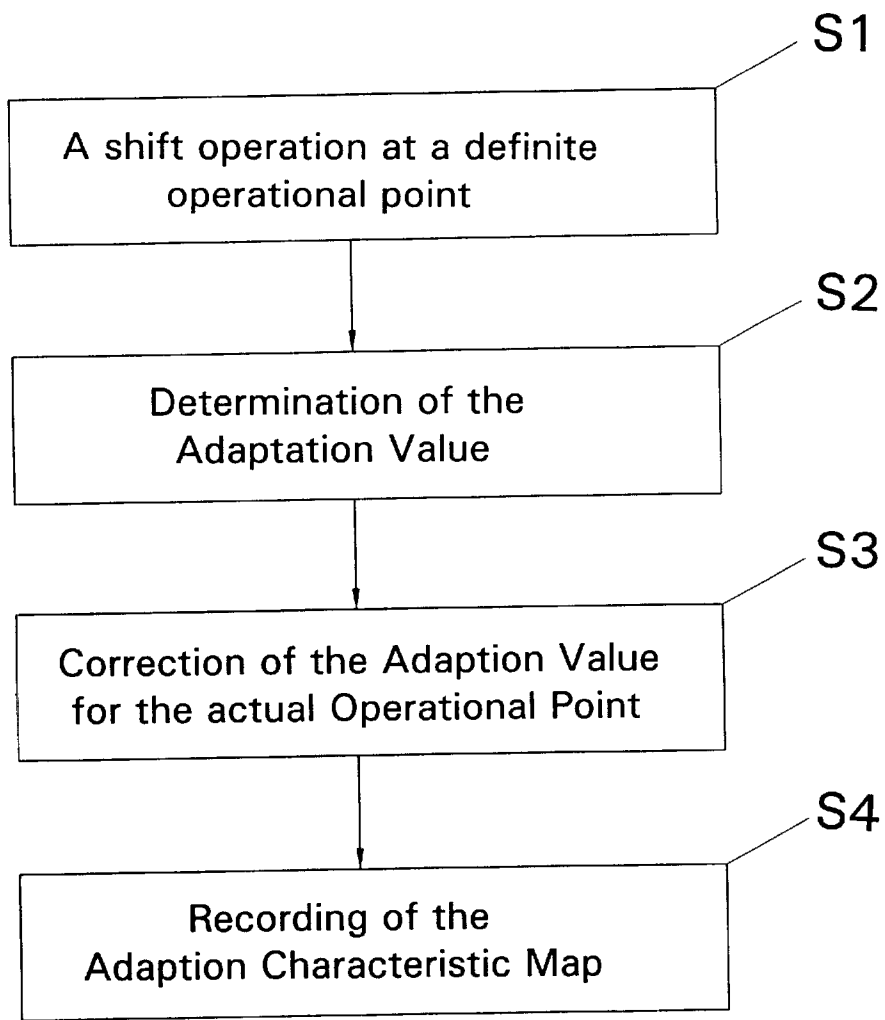 S1
A shift operation at a definite
operational point
S2
Determination of the
Adaptation Value
S3
Correction of the Adaption Value
for the actual Operational Point
S4
Recording of the
Adaption Characteristic Map